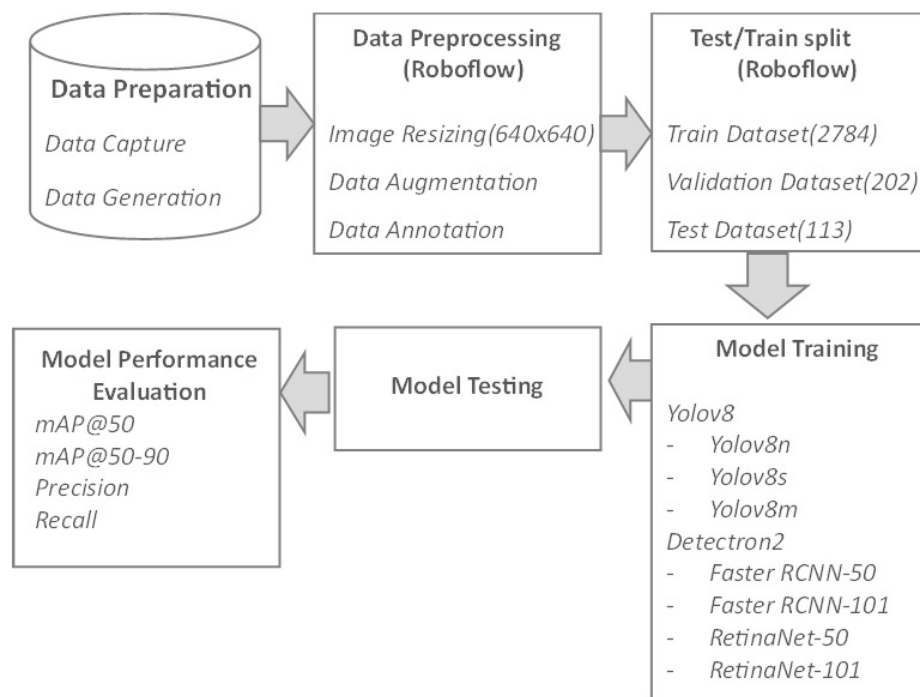 Data Preparation
Data Capture
Data Generation
Data Preprocessing
(Roboflow)
Image Resizing(640x640)
Data Augmentation
Data Annotation
Test/Train split
(Roboflow)
Train Dataset(2784)
Validation Dataset(202)
Test Dataset(113)
Model Training
Yolov8
- Yolov8n
- Yolov8s
- Yolov8m
Detectron2
- Faster RCNN-50
- Faster RCNN-101
- RetinaNet-50
- RetinaNet-101
Model Testing
Model Performance
Evaluation
mAP@50
mAP@50-90
Precision
Recall